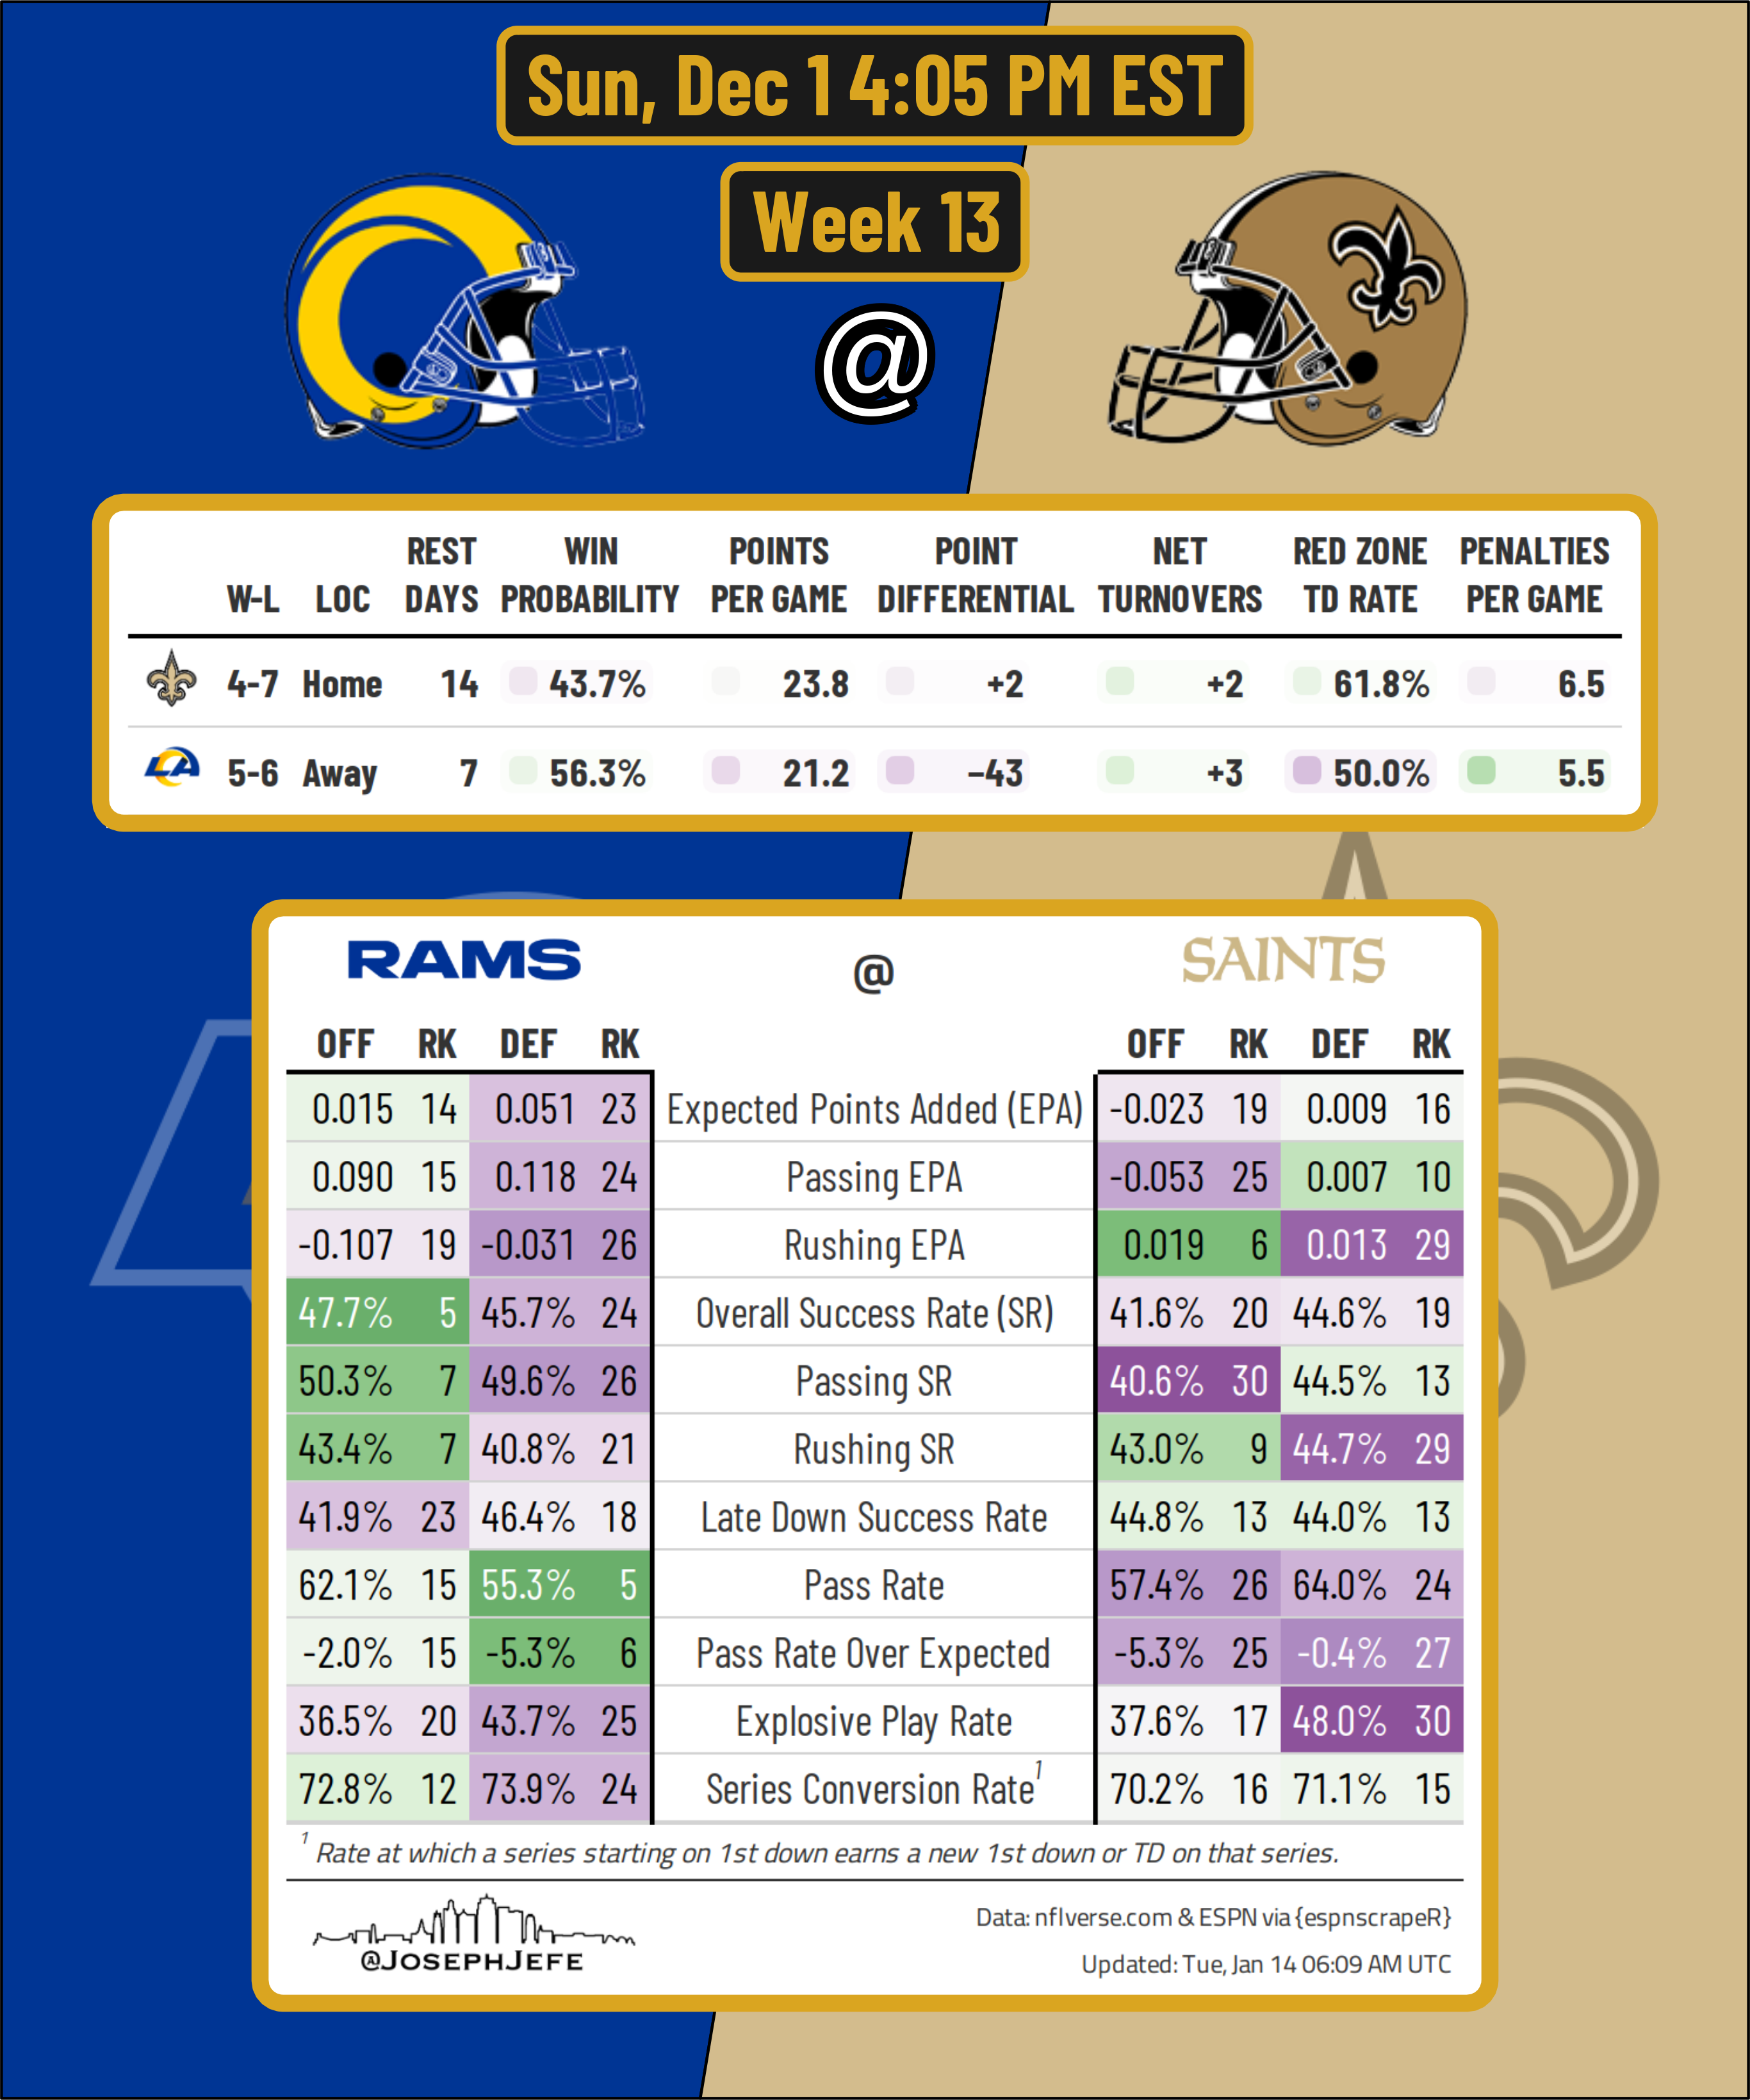 Sun, Dec 1 4:05 PM EST
Week 13
@
W-L LOC REST DAYS WIN PROBABILITY POINTS PER GAME POINT DIFFERENTIAL NET TURNOVERS RED ZONE TD RATE PENALTIES PER GAME
4-7 Home 14 43.7% 23.8 +2 +2 61.8% 6.5
LA 5-6 Away 7 56.3% 21.2 −43 +3 50.0% 5.5
RAMS @ SAINTS
OFF RK DEF RK OFF RK DEF RK
0.015 14 0.051 23 Expected Points Added (EPA) -0.023 19 0.009 16
0.090 15 0.118 24 Passing EPA -0.053 25 0.007 10
-0.107 19 -0.031 26 Rushing EPA 0.019 6 0.013 29
47.7% 5 45.7% 24 Overall Success Rate (SR) 41.6% 20 44.6% 19
50.3% 7 49.6% 26 Passing SR 40.6% 30 44.5% 13
43.4% 7 40.8% 21 Rushing SR 43.0% 9 44.7% 29
41.9% 23 46.4% 18 Late Down Success Rate 44.8% 13 44.0% 13
62.1% 15 55.3% 5 Pass Rate 57.4% 26 64.0% 24
-2.0% 15 -5.3% 6 Pass Rate Over Expected -5.3% 25 -0.4% 27
36.5% 20 43.7% 25 Explosive Play Rate 37.6% 17 48.0% 30
72.8% 12 73.9% 24 Series Conversion Rate¹ 70.2% 16 71.1% 15
¹ Rate at which a series starting on 1st down earns a new 1st down or TD on that series.
@JOSEPHJEFE
Data: nflverse.com & ESPN via {espnscrapeR}
Updated: Tue, Jan 14 06:09 AM UTC